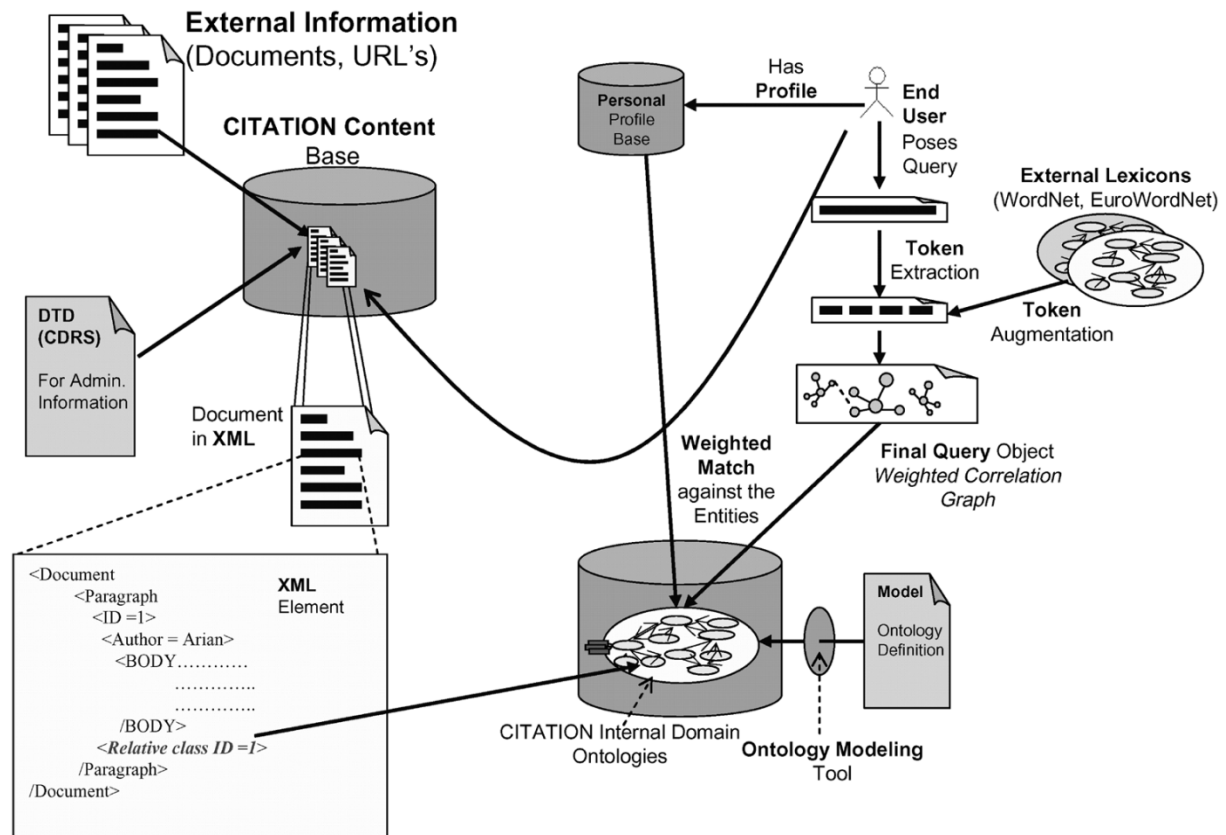 External Information
(Documents, URL's)
CITATION Content
Base
DTD
(CDRS)
For Admin.
Information
Document
in XML
<Document
<Paragraph
<ID =1>
<Author = Arian>
<BODY…………
…………..
…………..
/BODY>
<Relative class ID =1>
/Paragraph>
/Document>
XML
Element
Personal
Profile
Base
Has
Profile
End
User
Poses
Query
External Lexicons
(WordNet, EuroWordNet)
Token
Extraction
Token
Augmentation
Final Query Object
Weighted Correlation
Graph
Weighted
Match
against the
Entities
Model
Ontology
Definition
CITATION Internal Domain
Ontologies
Ontology Modeling
Tool